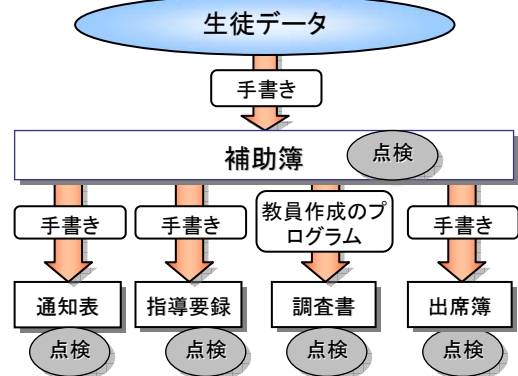 生徒データ
手書き
補助簿
点検
手書き
手書き
教員作成のプ
ログラム
手書き
通知表
指導要録
調査書
出席簿
点検
点検
点検
点検